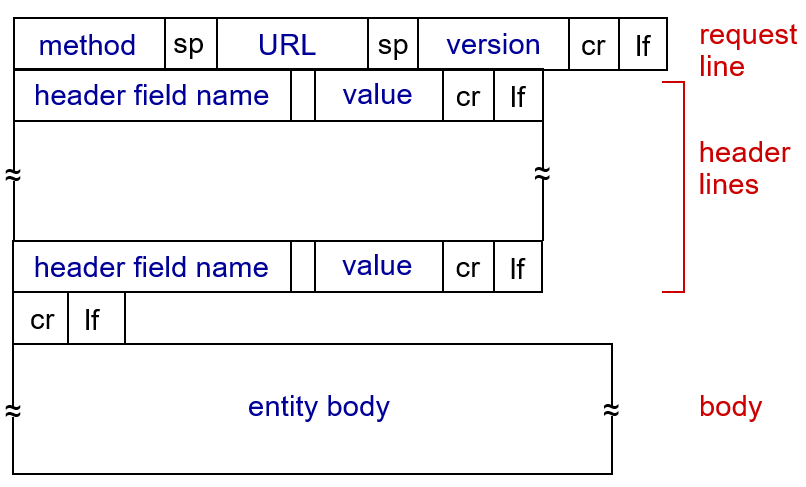 method sp URL sp version cr lf
request
line
header field name value cr lf
header
lines
header field name value cr lf
cr lf
entity body
body